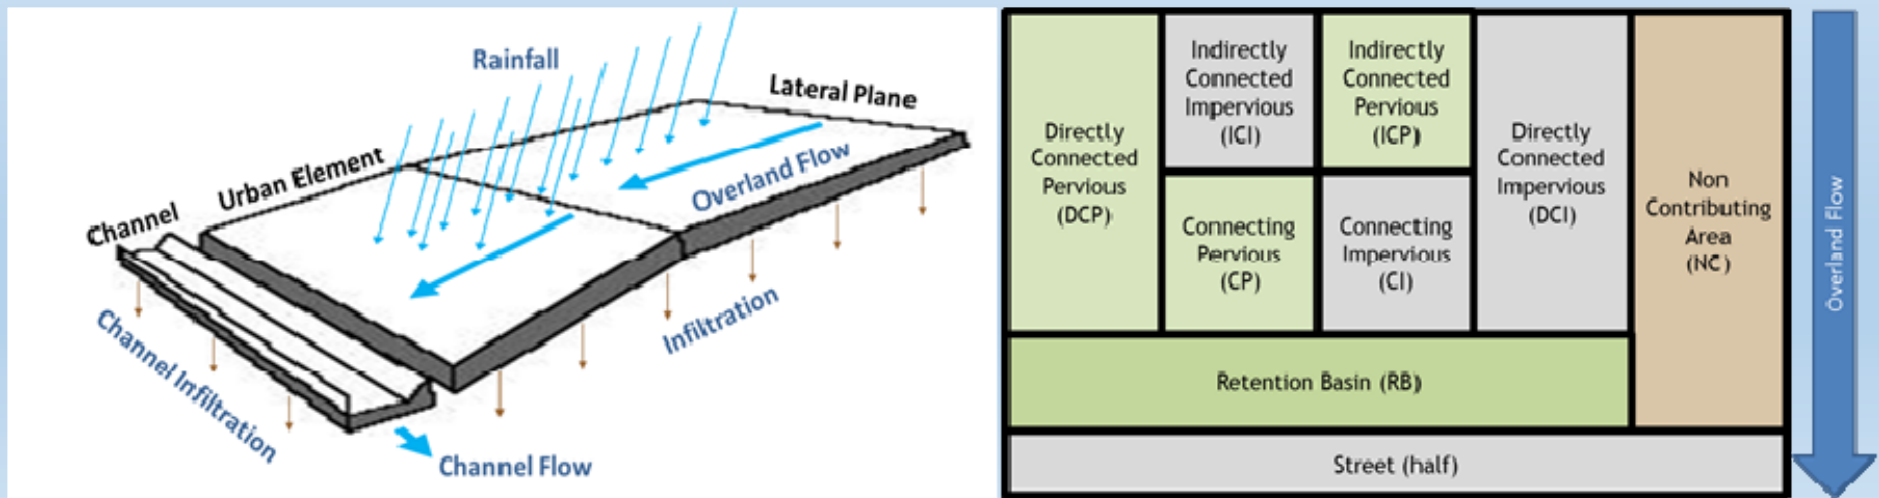 Rainfall
Lateral Plane
Urban Element
Overland Flow
Channel
Infiltration
Channel Infiltration
Channel Flow
Directly
Connected
Pervious
(DCP)
Indirectly
Connected
Impervious
(ICI)
Indirectly
Connected
Pervious
(ICP)
Connecting
Pervious
(CP)
Connecting
Impervious
(CI)
Directly
Connected
Impervious
(DCI)
Non
Contributing
Area
(NC)
Retention Basin (RB)
Street (half)
Overland Flow